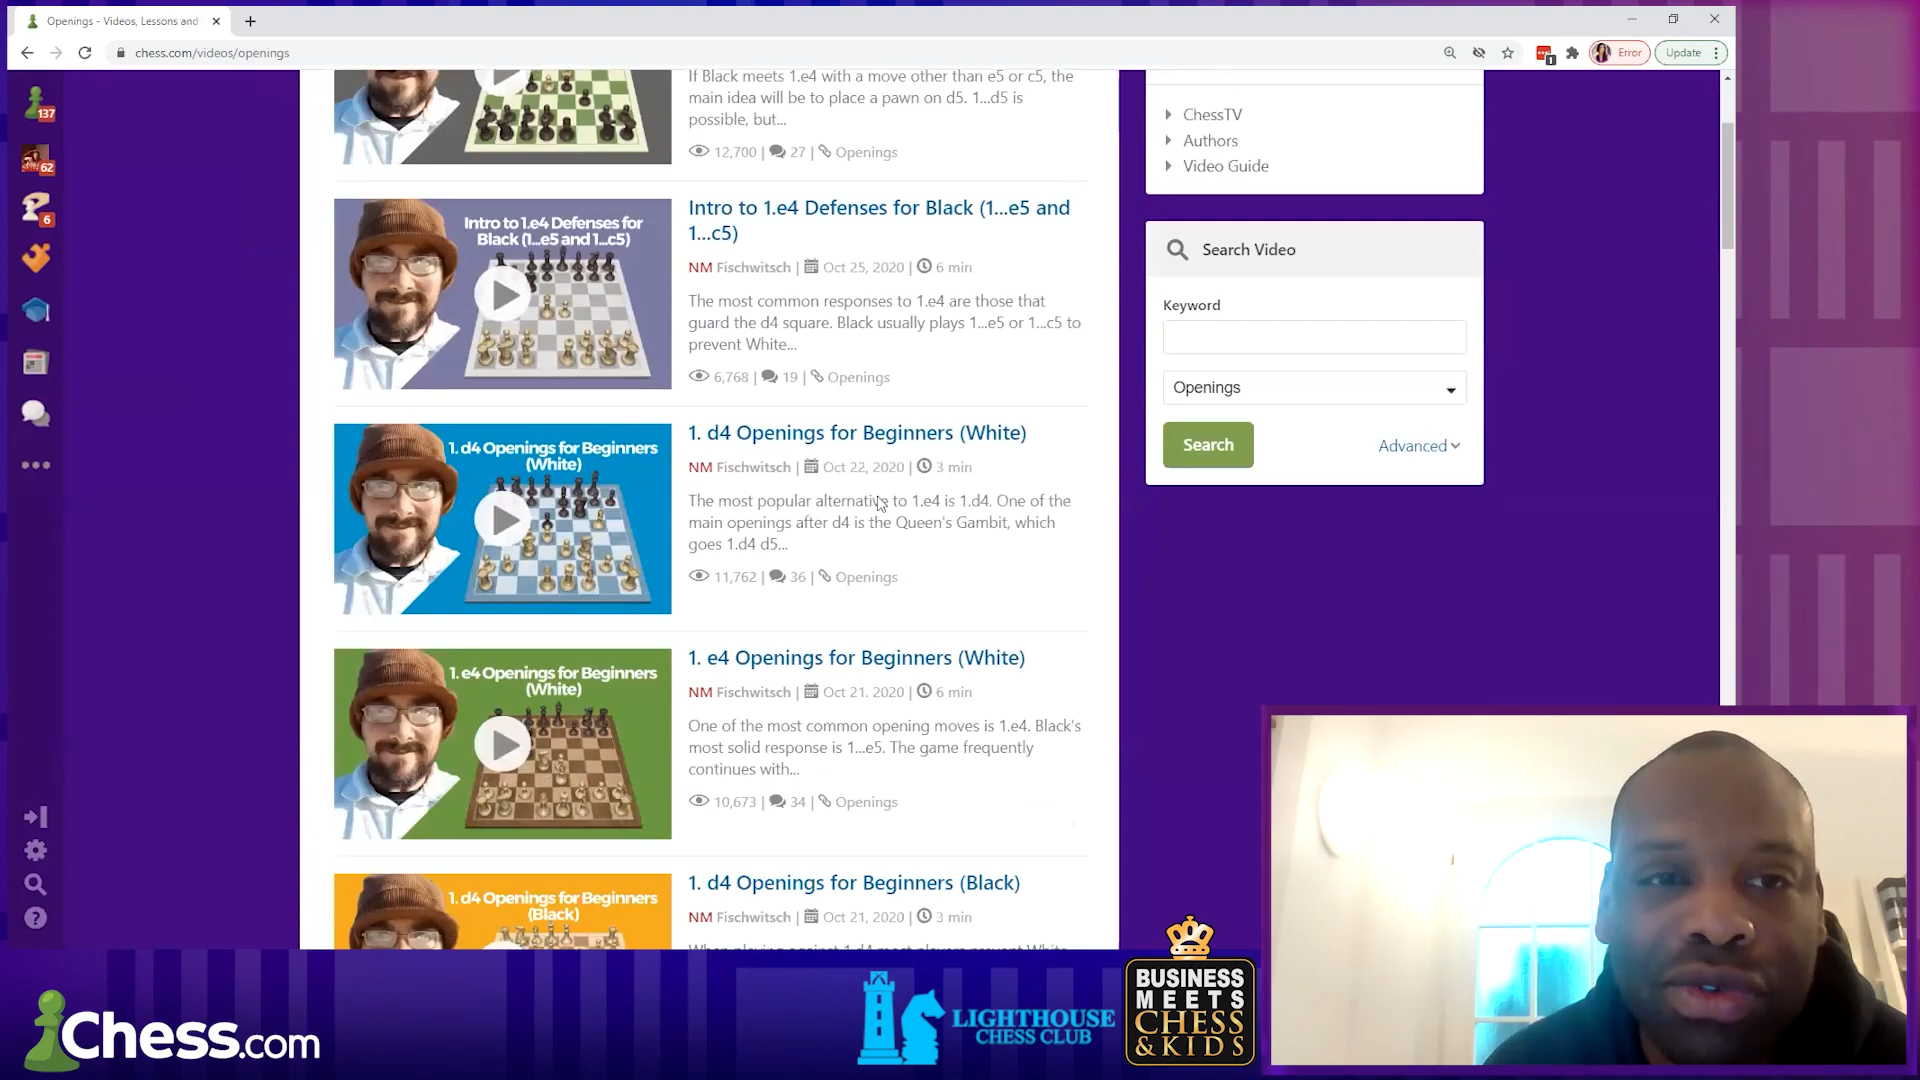 Openings - Videos, Lessons and
chess.com/videos/openings
1
Error
Update
137
62
6
If Black meets 1.e4 with a move other than e5 or c5, the
main idea will be to place a pawn on d5. 1...d5 is
possible, but...
12,700 | 27 | Openings
Intro to 1.e4 Defenses for
Black (1...e5 and 1...c5)
Intro to 1.e4 Defenses for Black (1...e5 and
1...c5)
NM Fischwitsch | Oct 25, 2020 | 6 min
The most common responses to 1.e4 are those that
guard the d4 square. Black usually plays 1...e5 or 1...c5 to
prevent White...
6,768 | 19 | Openings
1. d4 Openings for Beginners
(White)
1. d4 Openings for Beginners (White)
NM Fischwitsch | Oct 22, 2020 | 3 min
The most popular alternative to 1.e4 is 1.d4. One of the
main openings after d4 is the Queen's Gambit, which
goes 1.d4 d5...
11,762 | 36 | Openings
1. e4 Openings for Beginners
(White)
1. e4 Openings for Beginners (White)
NM Fischwitsch | Oct 21, 2020 | 6 min
One of the most common opening moves is 1.e4. Black's
most solid response is 1...e5. The game frequently
continues with...
10,673 | 34 | Openings
1. d4 Openings for Beginners
(Black)
1. d4 Openings for Beginners (Black)
NM Fischwitsch | Oct 21, 2020 | 3 min
When playing against 1.d4 most players prevent White
ChessTV
Authors
Video Guide
Search Video
Keyword
Openings
Search
Advanced
Chess.com
LIGHTHOUSE
CHESS CLUB
BUSINESS
MEETS
CHESS
& KIDS